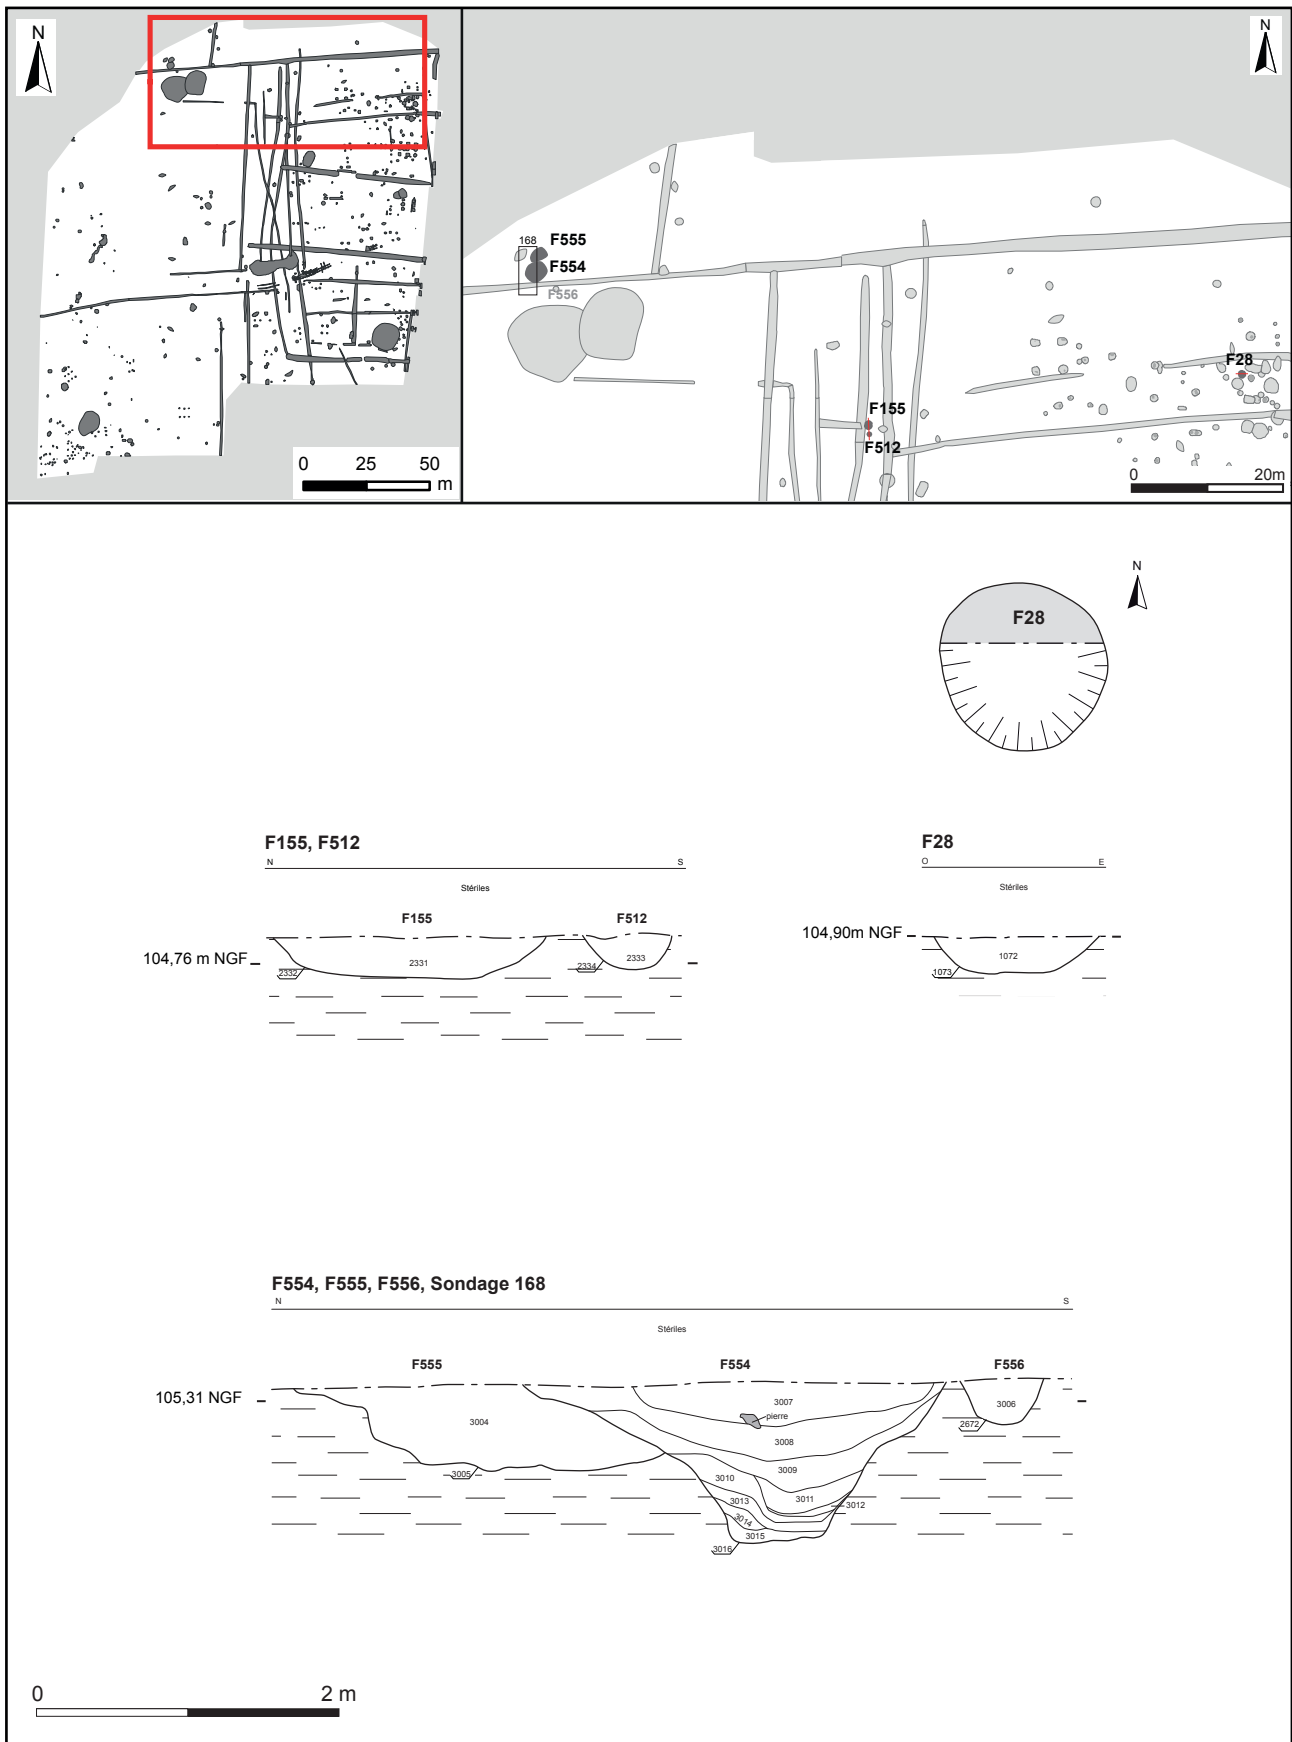 N
0 25 50
m
N
168
F555
F554
F556
F28
F155
F512
0 20m
N
F28
F155, F512
N S
Stériles
F155 F512
104,76 m NGF
2331
2332
2333
2334
F28
O E
Stériles
104,90m NGF
1072
1073
F554, F555, F556, Sondage 168
N S
Stériles
F555 F554 F556
105,31 NGF
3004
3005
3007
pierre
3008
3009
3010
3011
3012
3013
3014
3015
3016
3006
2672
0 2 m